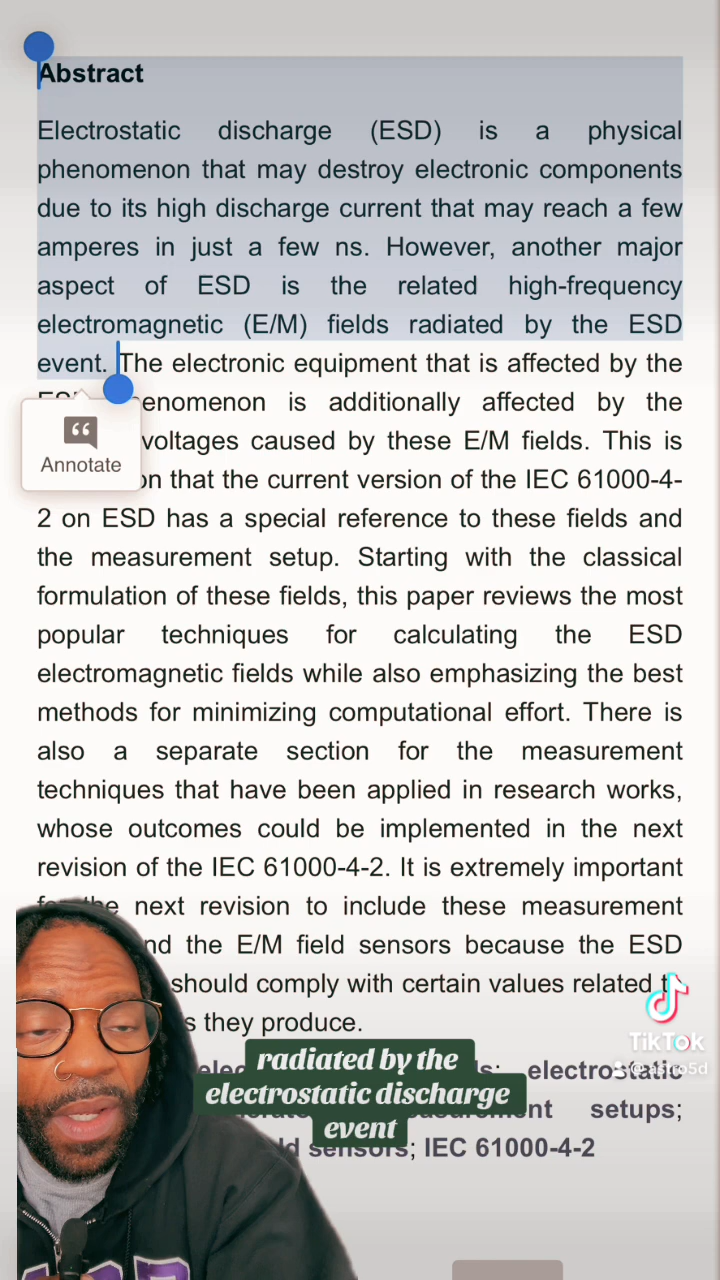 Abstract
Electrostatic discharge (ESD) is a physical
phenomenon that may destroy electronic components
due to its high discharge current that may reach a few
amperes in just a few ns. However, another major
aspect of ESD is the related high-frequency
electromagnetic (E/M) fields radiated by the ESD
event. The electronic equipment that is affected by the
phenomenon is additionally affected by the
voltages caused by these E/M fields. This is
Annotate
that the current version of the IEC 61000-4-
2 on ESD has a special reference to these fields and
the measurement setup. Starting with the classical
formulation of these fields, this paper reviews the most
popular techniques for calculating the ESD
electromagnetic fields while also emphasizing the best
methods for minimizing computational effort. There is
also a separate section for the measurement
techniques that have been applied in research works,
whose outcomes could be implemented in the next
revision of the IEC 61000-4-2. It is extremely important
for the next revision to include these measurement
and the E/M field sensors because the ESD
should comply with certain values related
they produce.
electrostatic
measurement setups;
sensors; IEC 61000-4-2
radiated by the
electrostatic discharge
event
TikTok